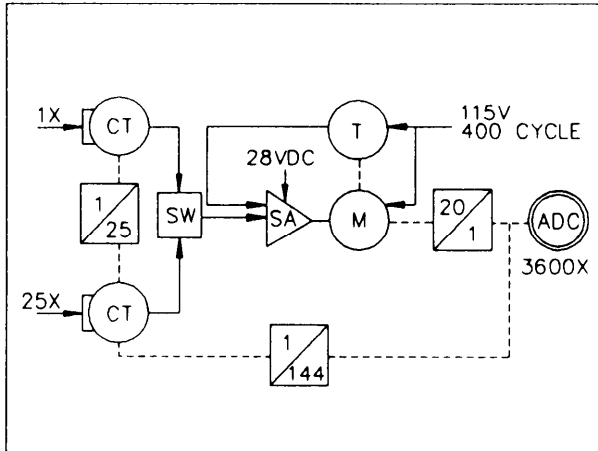 1X
CT
T
115V
400 CYCLE
28VDC
1
25
SW
SA
M
20
1
ADC
3600X
25X
CT
1
144